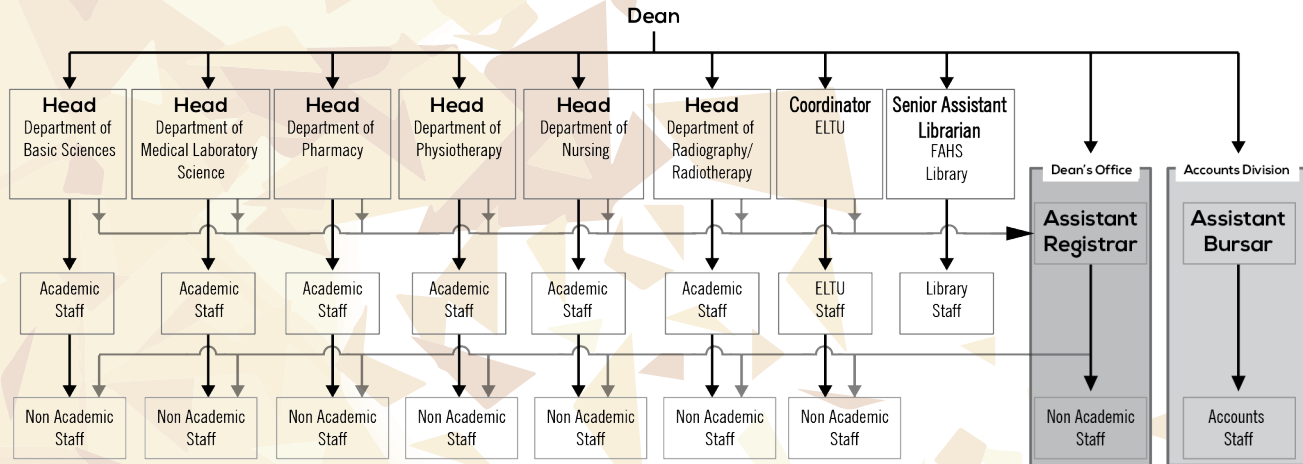 Dean
Head
Department of
Basic Sciences
Head
Department of
Medical Laboratory
Science
Head
Department of
Pharmacy
Head
Department of
Physiotherapy
Head
Department of
Nursing
Head
Department of
Radiography/
Radiotherapy
Coordinator
ELTU
Senior Assistant
Librarian
FAHS
Library
Dean's Office
Assistant
Registrar
Accounts Division
Assistant
Bursar
Academic
Staff
Academic
Staff
Academic
Staff
Academic
Staff
Academic
Staff
Academic
Staff
ELTU
Staff
Library
Staff
Non Academic
Staff
Non Academic
Staff
Non Academic
Staff
Non Academic
Staff
Non Academic
Staff
Non Academic
Staff
Non Academic
Staff
Non Academic
Staff
Accounts
Staff